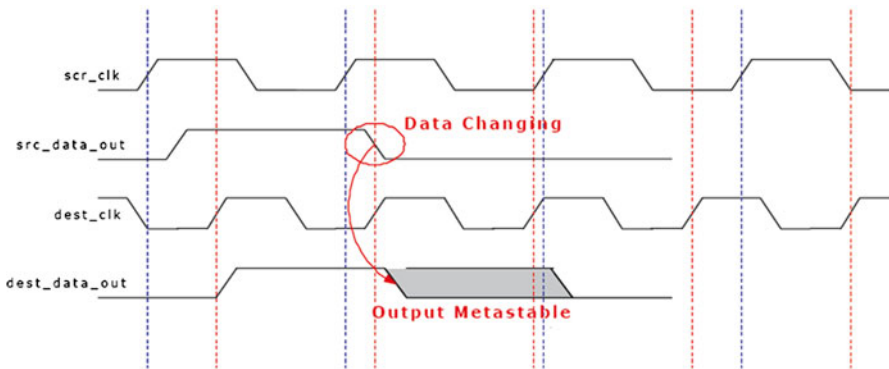 scr_clk
Data Changing
src_data_out
dest_clk
dest_data_out
Output Metastable